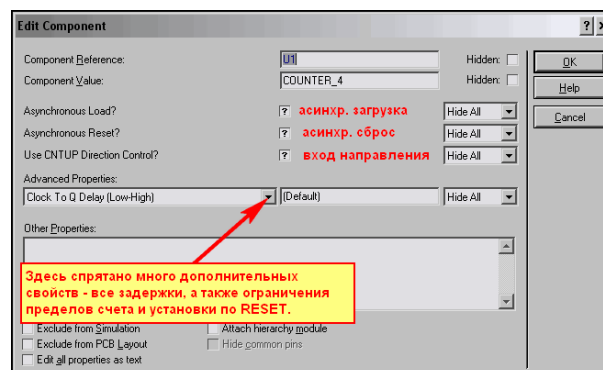 Edit Component
? X
Component Reference:
U1
Hidden:
OK
Component Value:
COUNTER_4
Hidden:
Help
Asynchronous Load?
?
асинхр. загрузка
Hide All
Cancel
Asynchronous Reset?
?
асинхр. сброс
Hide All
Use CNTUP Direction Control?
?
вход направления
Hide All
Advanced Properties:
Clock To Q Delay (Low-High)
(Default)
Hide All
Other Properties:
Здесь спрятано много дополнительных
свойств - все задержки, а также ограничения
пределов счета и установки по RESET.
Exclude from Simulation
Attach hierarchy module
Exclude from PCB Layout
Hide common pins
Edit all properties as text